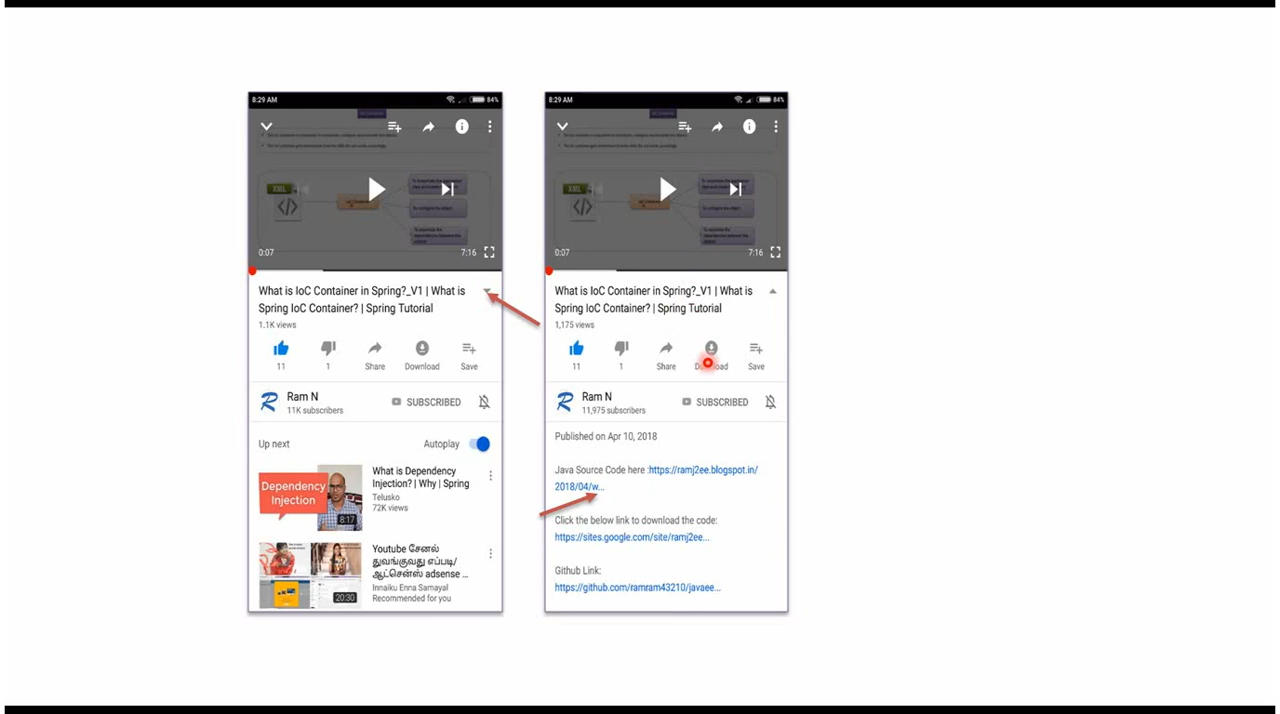 8:29 AM
84%
XML
0:07
7:16
What is IoC Container in Spring?_V1 | What is
Spring IoC Container? | Spring Tutorial
1.1K views
11
1
Share
Download
Save
Ram N
11K subscribers
SUBSCRIBED
Up next
Autoplay
Dependency
Injection
8:17
What is Dependency
Injection? | Why | Spring
Telusko
72K views
20:30
Youtube சேனல்
துவங்குவது எப்படி/
ஆட்சென்ஸ் adsense ...
Innaiku Enna Samayal
Recommended for you
8:29 AM
84%
XML
0:07
7:16
What is IoC Container in Spring?_V1 | What is
Spring IoC Container? | Spring Tutorial
1,175 views
11
1
Share
Download
Save
Ram N
11,975 subscribers
SUBSCRIBED
Published on Apr 10, 2018
Java Source Code here :https://ramj2ee.blogspot.in/
2018/04/w...
Click the below link to download the code:
https://sites.google.com/site/ramj2ee...
Github Link:
https://github.com/ramram43210/javaee...